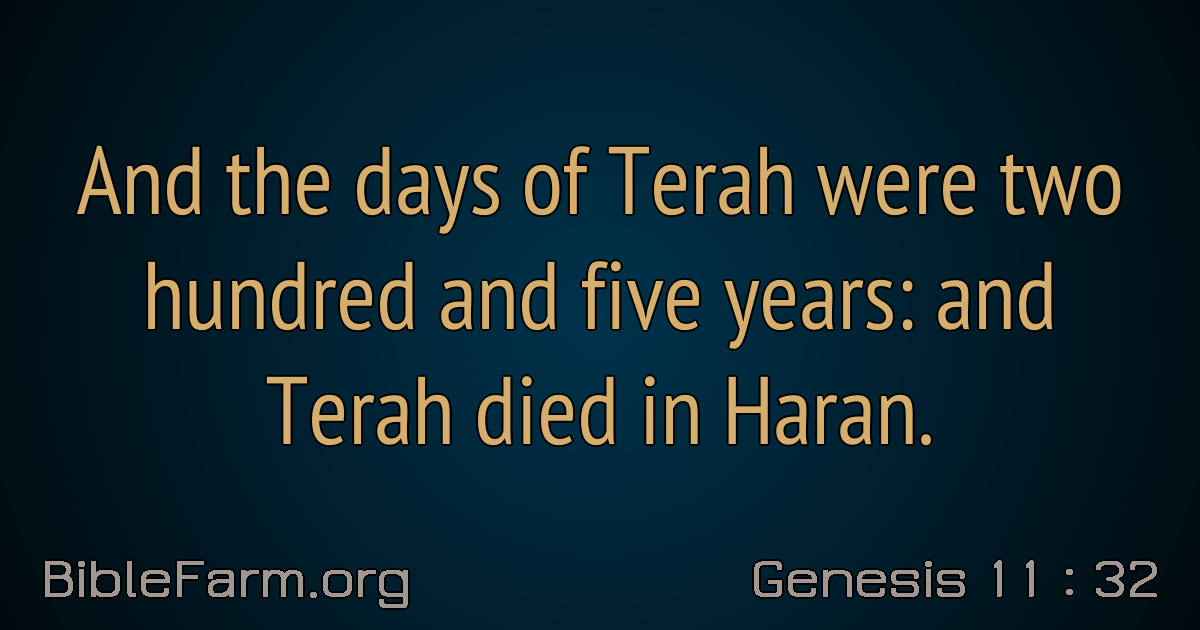 And the days of Terah were two
hundred and five years: and
Terah died in Haran.
BibleFarm.org
Genesis 11 : 32